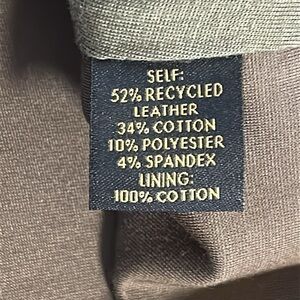 SELF:
52% RECYCLED
LEATHER
34% COTTON
10% POLYESTER
4% SPANDEX
LINING:
100% COTTON